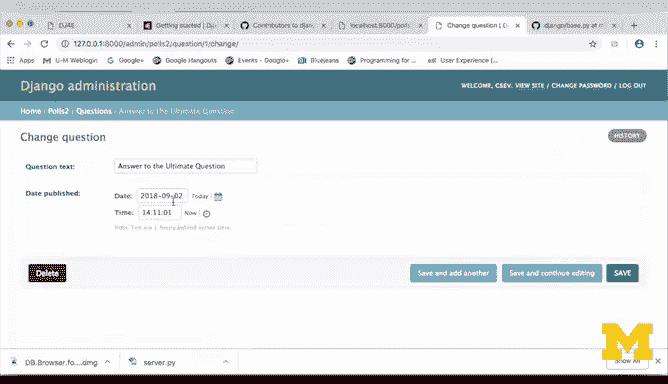 DJ4E
Getting started | Dj
Contributors to djang
localhost:8000/polls
Change question | Dj
django/base.py at m
127.0.0.1:8000/admin/polls2/question/1/change/
Apps
U-M Weblogin
Google+
Google Hangouts
Events - Google+
Bluejeans
Programming for ...
User Experience (...
Django administration
WELCOME, CSEV. VIEW SITE / CHANGE PASSWORD / LOG OUT
Home › Polls2 › Questions › Answer to the Ultimate Question
Change question
HISTORY
Question text: Answer to the Ultimate Question
Date published: Date: 2018-09-02 Today
Time: 14:11:01 Now
Delete
Save and add another
Save and continue editing
SAVE
DB.Browser.fo....dmg
server.py
Show All
M